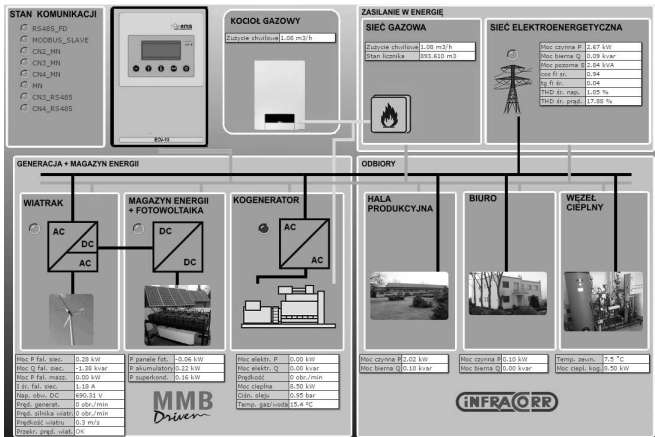 STAN KOMUNIKACJI
RS485_FD
MODBUS_SLAVE
CN2_MN
CN3_MN
CN4_MN
MN
CN3_RS485
CN4_RS485
ems
ECV-13
KOCIOŁ GAZOWY
Zużycie chwilowe 1.08 m3/h
ZASILANIE W ENERGIĘ
SIEĆ GAZOWA
Zużycie chwilowe 1.08 m3/h
Stan licznika 893.610 m3
SIEĆ ELEKTROENERGETYCZNA
Moc czynna P 2.67 kW
Moc bierna Q 0.09 kvar
Moc pozorna S 2.84 kVA
cos fi śr. 0.94
tg fi śr. 0.04
THD śr. nap. 1.05 %
THD śr. prąd. 17.88 %
GENERACJA + MAGAZYN ENERGII
WIATRAK
AC
DC
AC
Moc P fal. siec. 0.28 kW
Moc Q fal. siec. -1.38 kvar
Moc P fal. masz. 0.00 kW
I śr. fal. siec. 1.18 A
Nap. obw. DC 690.31 V
Pręd. generat. 0 obr./min
Pręd. silnika wiatr. 0 obr./min
Prędkość wiatru 0.3 m/s
Przekr. pręd. wiat. OK
MAGAZYN ENERGII
+ FOTOWOLTAIKA
DC
DC
P panele fot. -0.06 kW
P akumulatory 0.22 kW
P superkond. 0.16 kW
MMB
Drives
KOGENERATOR
AC
AC
Moc elektr. P 0.00 kW
Moc elektr. Q 0.00 kvar
Prędkość 0 obr./min
Moc cieplna 8.50 kW
Ciśn. oleju 0.95 bar
Temp. gaz/woda 15.4 °C
ODBIORY
HALA
PRODUKCYJNA
Moc czynna P 2.02 kW
Moc bierna Q 0.10 kvar
BIURO
Moc czynna P 0.10 kW
Moc bierna Q 0.00 kvar
WĘZEŁ
CIEPLNY
Temp. zewn. 7.5 °C
Moc ciepl. kog. 8.50 kW
INFRACORR